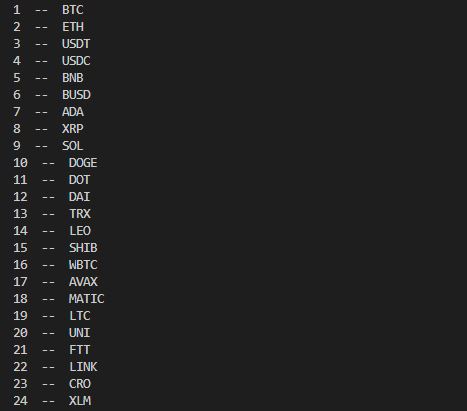 1  --  BTC
2  --  ETH
3  --  USDT
4  --  USDC
5  --  BNB
6  --  BUSD
7  --  ADA
8  --  XRP
9  --  SOL
10  --  DOGE
11  --  DOT
12  --  DAI
13  --  TRX
14  --  LEO
15  --  SHIB
16  --  WBTC
17  --  AVAX
18  --  MATIC
19  --  LTC
20  --  UNI
21  --  FTT
22  --  LINK
23  --  CRO
24  --  XLM